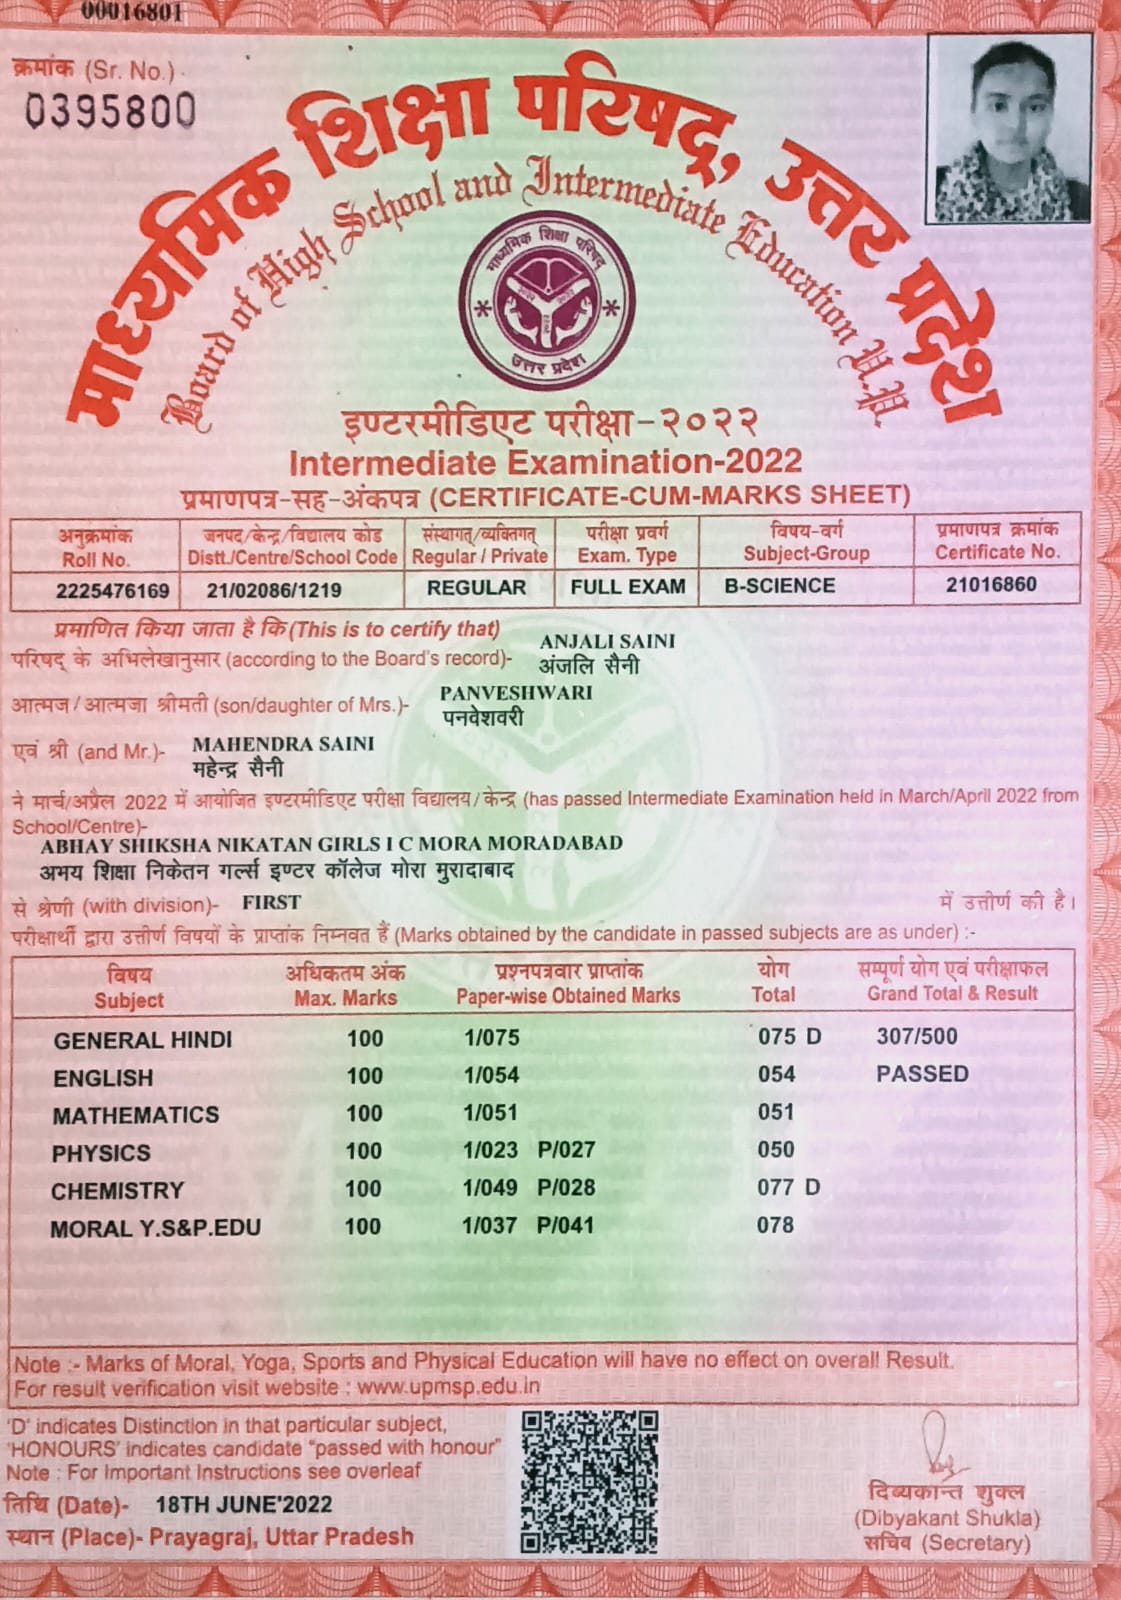 00016801
क्रमांक (Sr. No.)
0395800
माध्यमिक शिक्षा परिषद्, उत्तर प्रदेश
Board of High School and Intermediate Education U.P.
माध्यमिक शिक्षा परिषद्
उत्तर प्रदेश
इण्टरमीडिएट परीक्षा-२०२२
Intermediate Examination-2022
प्रमाणपत्र-सह-अंकपत्र (CERTIFICATE-CUM-MARKS SHEET)
अनुक्रमांक जनपद/केन्द्र/विद्यालय कोड संस्थागत्/व्यक्तिगत् परीक्षा प्रवर्ग विषय-वर्ग प्रमाणपत्र क्रमांक
Roll No. Distt./Centre/School Code Regular / Private Exam. Type Subject-Group Certificate No.
2225476169 21/02086/1219 REGULAR FULL EXAM B-SCIENCE 21016860
प्रमाणित किया जाता है कि (This is to certify that)
परिषद् के अभिलेखानुसार (according to the Board's record)- ANJALI SAINI
अंजलि सैनी
आत्मज/आत्मजा श्रीमती (son/daughter of Mrs.)- PANVESHWARI
पनवेशवरी
एवं श्री (and Mr.)- MAHENDRA SAINI
महेन्द्र सैनी
ने मार्च/अप्रैल 2022 में आयोजित इण्टरमीडिएट परीक्षा विद्यालय/केन्द्र (has passed Intermediate Examination held in March/April 2022 from
School/Centre)-
ABHAY SHIKSHA NIKATAN GIRLS I C MORA MORADABAD
अभय शिक्षा निकेतन गर्ल्स इण्टर कॉलेज मोरा मुरादाबाद
से श्रेणी (with division)- FIRST में उत्तीर्ण की है।
परीक्षार्थी द्वारा उत्तीर्ण विषयों के प्राप्तांक निम्नवत हैं (Marks obtained by the candidate in passed subjects are as under) :-
विषय अधिकतम अंक प्रश्नपत्रवार प्राप्तांक योग सम्पूर्ण योग एवं परीक्षाफल
Subject Max. Marks Paper-wise Obtained Marks Total Grand Total & Result
GENERAL HINDI 100 1/075 075 D 307/500
ENGLISH 100 1/054 054 PASSED
MATHEMATICS 100 1/051 051
PHYSICS 100 1/023 P/027 050
CHEMISTRY 100 1/049 P/028 077 D
MORAL Y.S&P.EDU 100 1/037 P/041 078
Note :- Marks of Moral, Yoga, Sports and Physical Education will have no effect on overall Result.
For result verification visit website : www.upmsp.edu.in
'D' indicates Distinction in that particular subject,
'HONOURS' indicates candidate "passed with honour"
Note : For Important Instructions see overleaf
तिथि (Date)- 18TH JUNE'2022
स्थान (Place)- Prayagraj, Uttar Pradesh
दिव्यकान्त शुक्ल
(Dibyakant Shukla)
सचिव (Secretary)